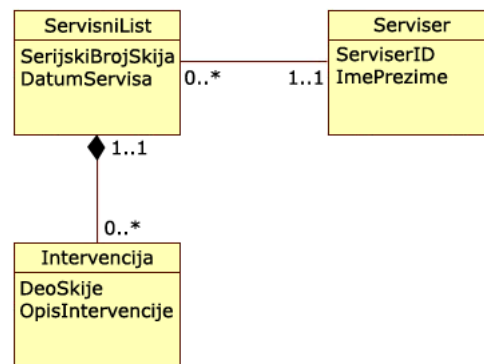 ServisniList
SerijskiBrojSkija
DatumServisa
0..*
1..1
Serviser
ServiserID
ImePrezime
1..1
0..*
Intervencija
DeoSkije
OpisIntervencije